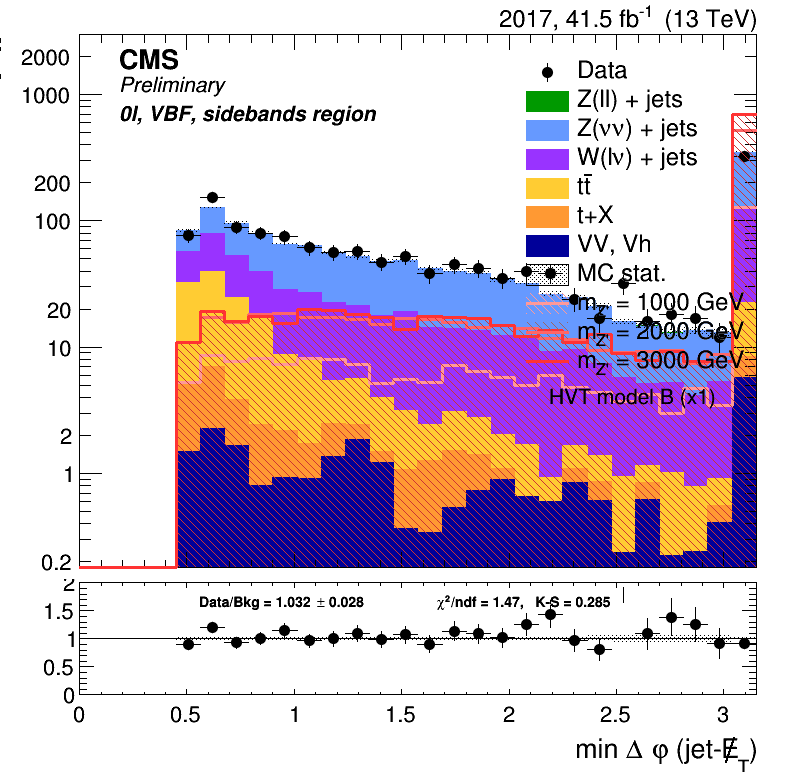 2017, 41.5 fb⁻¹ (13 TeV)
CMS
Preliminary
0l, VBF, sidebands region
Data
Z(ll) + jets
Z(νν) + jets
W(lν) + jets
tt̄
t+X
VV, Vh
MC stat.
m_Z' = 1000 GeV
m_Z' = 2000 GeV
m_Z' = 3000 GeV
HVT model B (x1)
2000
1000
200
100
20
10
2
1
0.2
Data/Bkg = 1.032 ± 0.028
χ²/ndf = 1.47, K-S = 0.285
2
1.5
1
0.5
0
0 0.5 1 1.5 2 2.5 3
min Δ φ (jet-E̸_T)